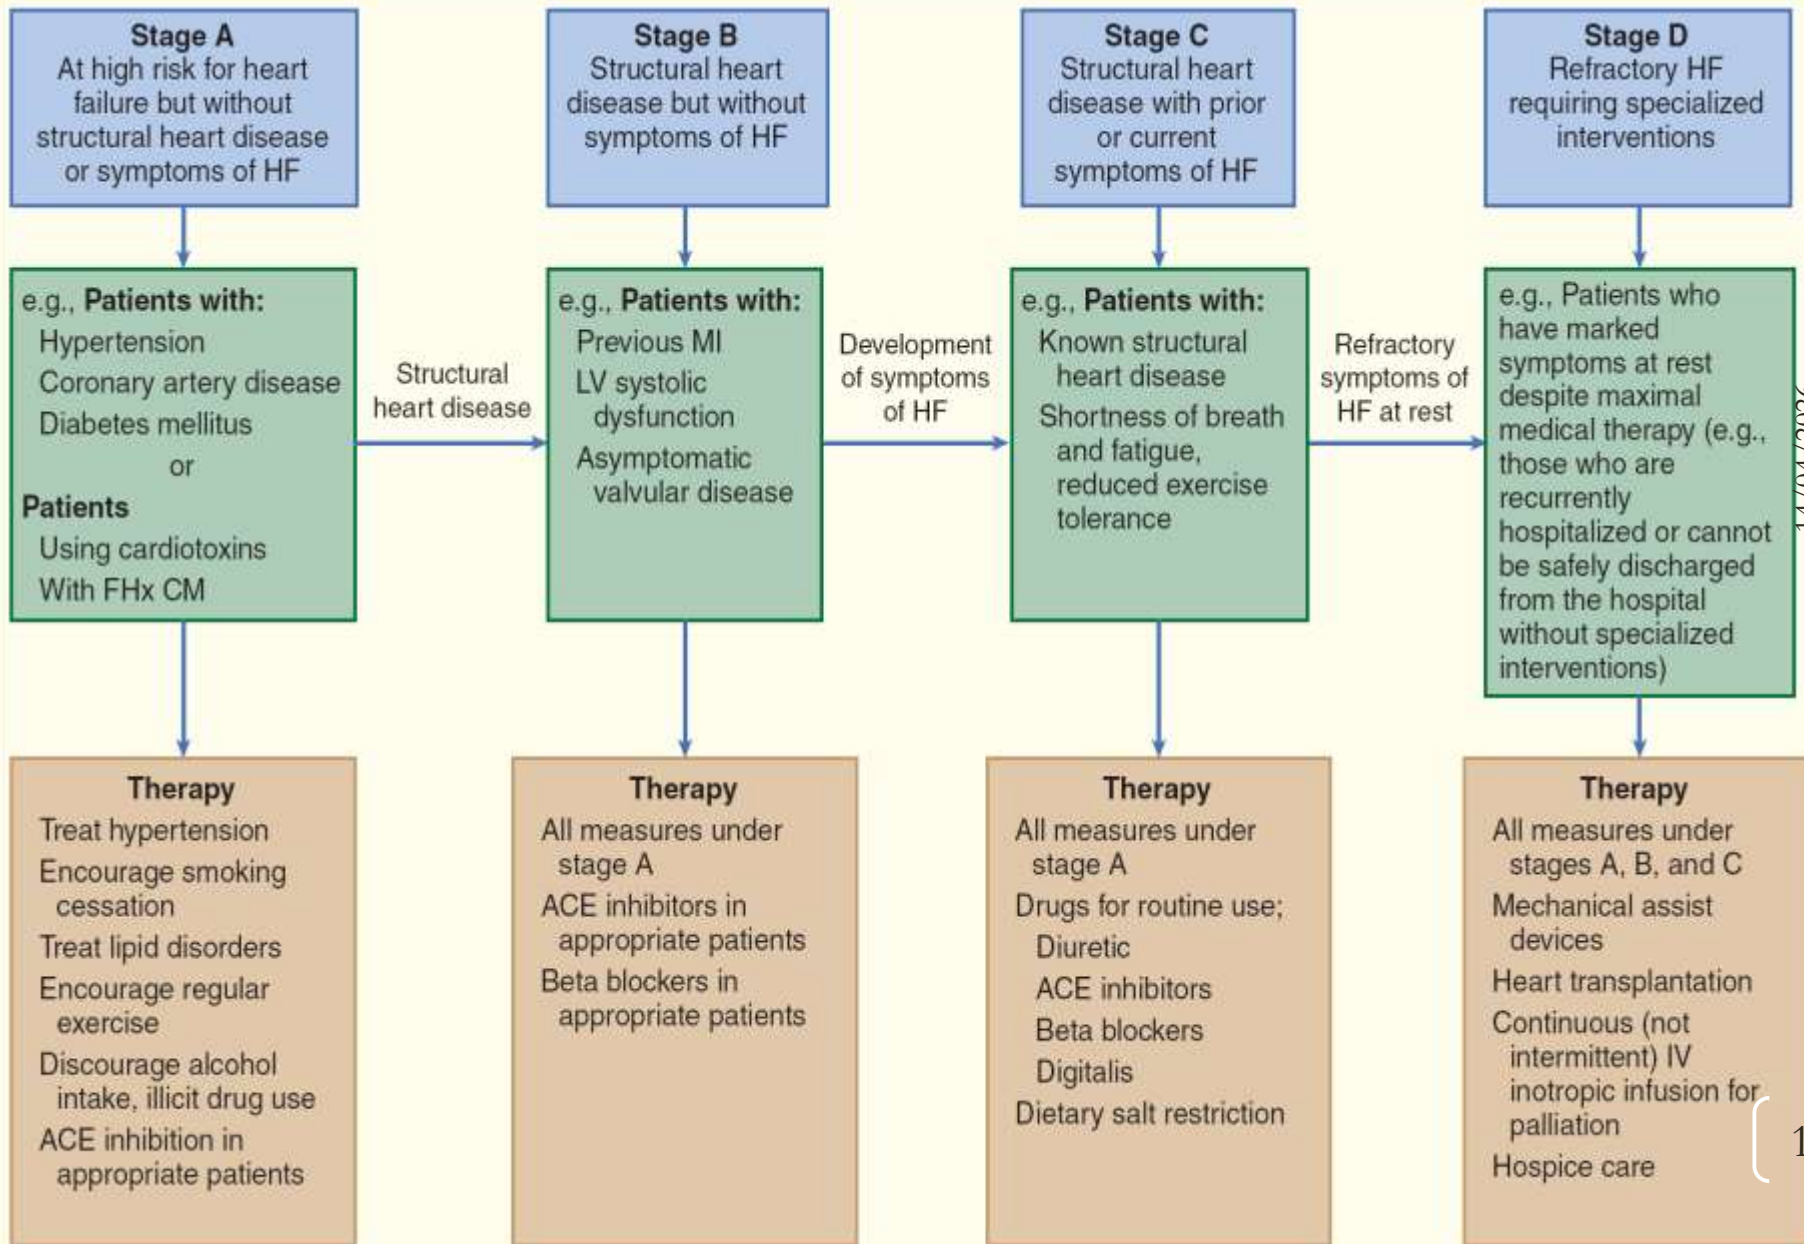 Stage A
At high risk for heart
failure but without
structural heart disease
or symptoms of HF
Stage B
Structural heart
disease but without
symptoms of HF
Stage C
Structural heart
disease with prior
or current
symptoms of HF
Stage D
Refractory HF
requiring specialized
interventions
e.g., Patients with:
Hypertension
Coronary artery disease
Diabetes mellitus
or
Patients
Using cardiotoxins
With FHx CM
Structural
heart disease
e.g., Patients with:
Previous MI
LV systolic
dysfunction
Asymptomatic
valvular disease
Development
of symptoms
of HF
e.g., Patients with:
Known structural
heart disease
Shortness of breath
and fatigue,
reduced exercise
tolerance
Refractory
symptoms of
HF at rest
e.g., Patients who
have marked
symptoms at rest
despite maximal
medical therapy (e.g.,
those who are
recurrently
hospitalized or cannot
be safely discharged
from the hospital
without specialized
interventions)
Therapy
Treat hypertension
Encourage smoking
cessation
Treat lipid disorders
Encourage regular
exercise
Discourage alcohol
intake, illicit drug use
ACE inhibition in
appropriate patients
Therapy
All measures under
stage A
ACE inhibitors in
appropriate patients
Beta blockers in
appropriate patients
Therapy
All measures under
stage A
Drugs for routine use;
Diuretic
ACE inhibitors
Beta blockers
Digitalis
Dietary salt restriction
Therapy
All measures under
stages A, B, and C
Mechanical assist
devices
Heart transplantation
Continuous (not
intermittent) IV
inotropic infusion for
palliation
Hospice care